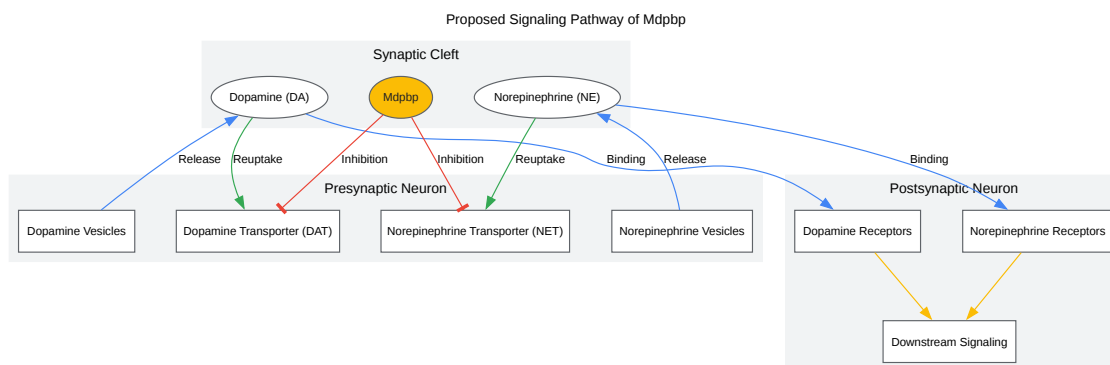 Proposed Signaling Pathway of Mdpbp
Synaptic Cleft
Dopamine (DA)
Mdpbp
Norepinephrine (NE)
Release
Reuptake
Inhibition
Inhibition
Reuptake
Binding
Release
Binding
Presynaptic Neuron
Postsynaptic Neuron
Dopamine Vesicles
Dopamine Transporter (DAT)
Norepinephrine Transporter (NET)
Norepinephrine Vesicles
Dopamine Receptors
Norepinephrine Receptors
Downstream Signaling